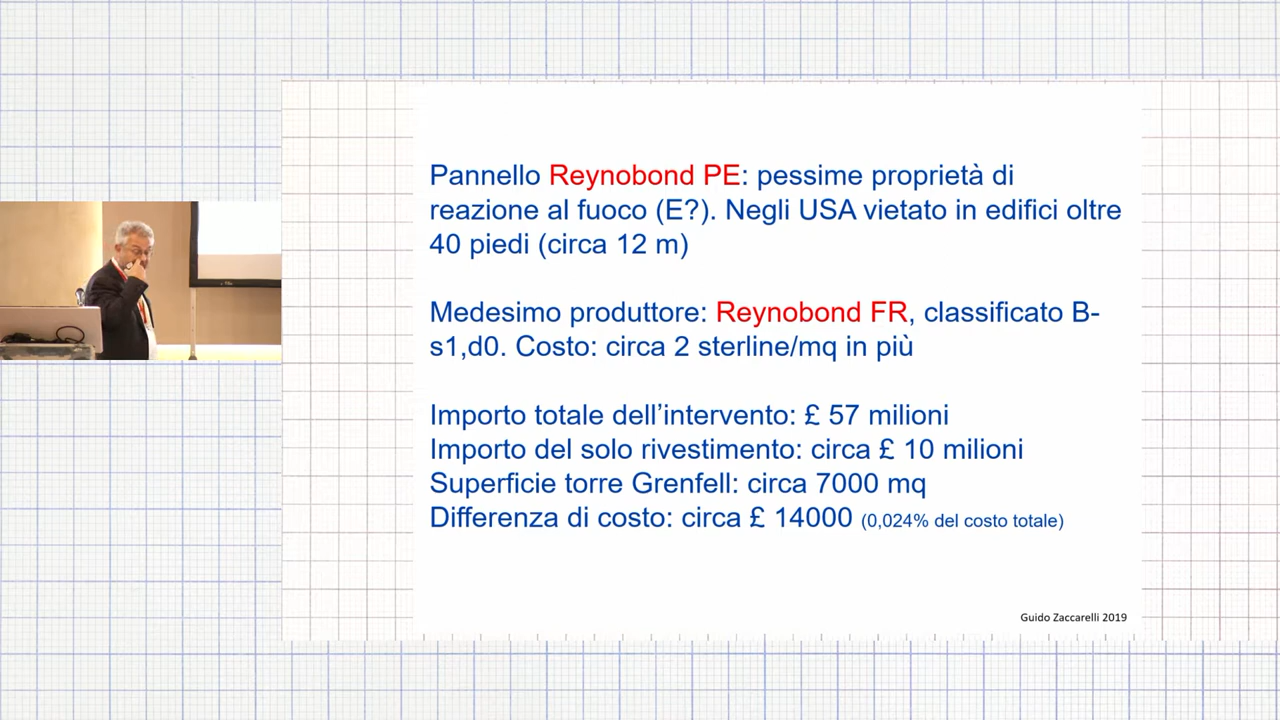 Pannello Reynobond PE: pessime proprietà di
reazione al fuoco (E?). Negli USA vietato in edifici oltre
40 piedi (circa 12 m)
Medesimo produttore: Reynobond FR, classificato B-
s1,d0. Costo: circa 2 sterline/mq in più
Importo totale dell’intervento: £ 57 milioni
Importo del solo rivestimento: circa £ 10 milioni
Superficie torre Grenfell: circa 7000 mq
Differenza di costo: circa £ 14000 (0,024% del costo totale)
Guido Zaccarelli 2019